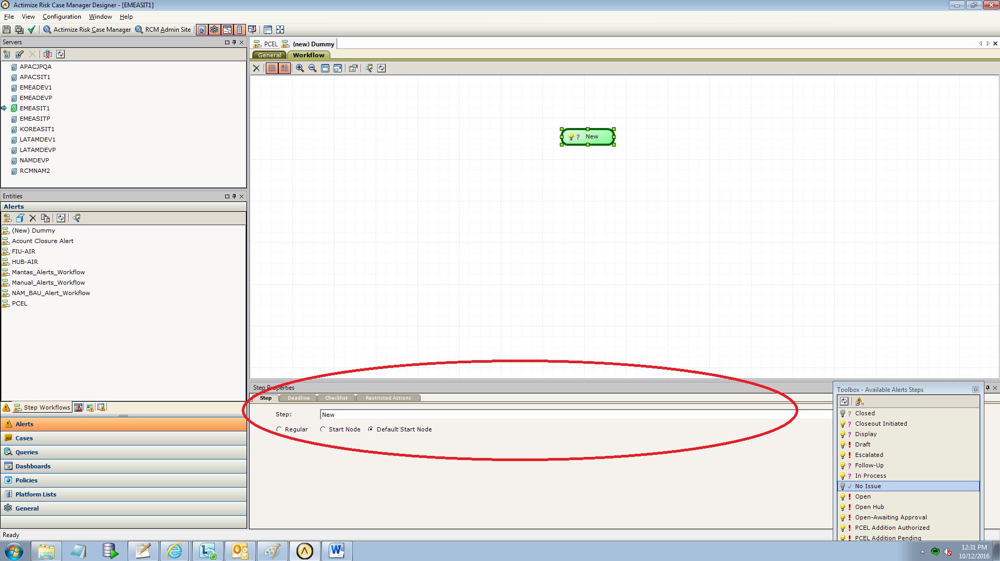 Actimize Risk Case Manager Designer - [EMEASIT1]
File View Configuration Window Help
Actimize Risk Case Manager RCM Admin Site
Servers
APACJPQA
APACSIT1
EMEADEV1
EMEADEVP
EMEASIT1
EMEASITP
KOREASIT1
LATAMDEV1
LATAMDEVP
NAMDEVP
RCMNAM2
Entities
Alerts
(New) Dummy
Acount Closure Alert
FIU-AIR
HUB-AIR
Mantas_Alerts_Workflow
Manual_Alerts_Workflow
NAM_BAU_Alert_Workflow
PCEL
Step Workflows
Alerts
Cases
Queries
Dashboards
Policies
Platform Lists
General
Ready
PCEL (new) Dummy
General Workflow
? New
Step Properties
Step Deadline Checklist Restricted Actions
Step: New
Regular Start Node Default Start Node
Toolbox - Available Alerts Steps
? Closed
? Closeout Initiated
? Display
! Draft
! Escalated
? Follow-Up
? In Process
No Issue
! Open
! Open Hub
! Open-Awaiting Approval
! PCEL Addition Authorized
! PCEL Addition Pending
12:31 PM
10/12/2016